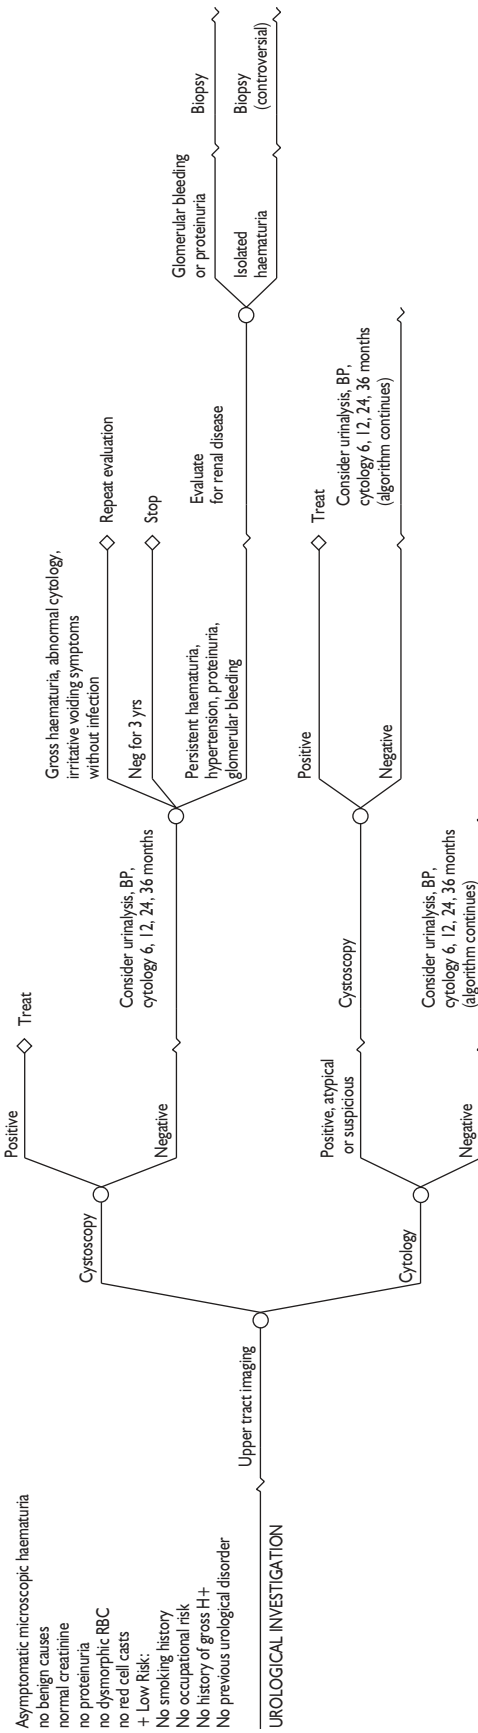 Asymptomatic microscopic haematuria
no benign causes
normal creatinine
no proteinuria
no dysmorphic RBC
no red cell casts
+ Low Risk:
No smoking history
No occupational risk
No history of gross H+
No previous urological disorder
UROLOGICAL INVESTIGATION
Upper tract imaging
Cystoscopy
Positive
Treat
Negative
Consider urinalysis, BP,
cytology 6, 12, 24, 36 months
Gross haematuria, abnormal cytology,
irritative voiding symptoms
without infection
Repeat evaluation
Neg for 3 yrs
Stop
Persistent haematuria,
hypertension, proteinuria,
glomerular bleeding
Evaluate
for renal disease
Glomerular bleeding
or proteinuria
Biopsy
Isolated
haematuria
Biopsy
(controversial)
Cytology
Positive, atypical
or suspicious
Cystoscopy
Positive
Treat
Negative
Consider urinalysis, BP,
cytology 6, 12, 24, 36 months
(algorithm continues)
Negative
Consider urinalysis, BP,
cytology 6, 12, 24, 36 months
(algorithm continues)